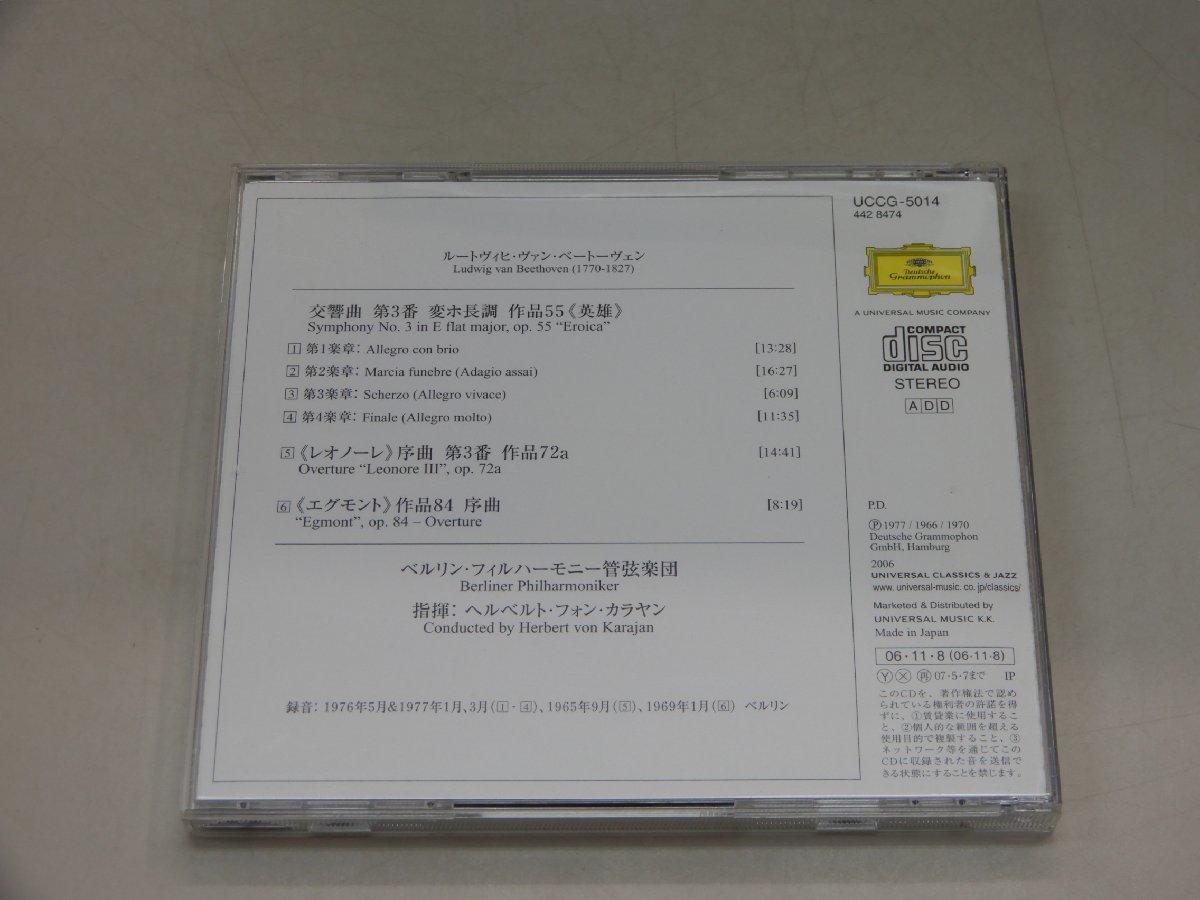 ルートヴィヒ・ヴァン・ベートーヴェン
Ludwig van Beethoven (1770-1827)
交響曲 第3番 変ホ長調 作品55《英雄》
Symphony No. 3 in E flat major, op. 55 “Eroica”
1 第1楽章: Allegro con brio [13:28]
2 第2楽章: Marcia funebre (Adagio assai) [16:27]
3 第3楽章: Scherzo (Allegro vivace) [6:09]
4 第4楽章: Finale (Allegro molto) [11:35]
5 《レオノーレ》序曲 第3番 作品72a [14:41]
Overture “Leonore III”, op. 72a
6 《エグモント》作品84 序曲 [8:19]
“Egmont”, op. 84 – Overture
ベルリン・フィルハーモニー管弦楽団
Berliner Philharmoniker
指揮: ヘルベルト・フォン・カラヤン
Conducted by Herbert von Karajan
録音: 1976年5月&1977年1月、3月(1-4)、1965年9月(5)、1969年1月(6) ベルリン
UCCG-5014
442 8474
Deutsche
Grammophon
A UNIVERSAL MUSIC COMPANY
COMPACT
disc
DIGITAL AUDIO
STEREO
ADD
P.D.
Ⓟ 1977 / 1966 / 1970
Deutsche Grammophon
GmbH, Hamburg
2006
UNIVERSAL CLASSICS & JAZZ
www. universal-music. co. jp/classics/
Marketed & Distributed by
UNIVERSAL MUSIC K.K.
Made in Japan
06・11・8 (06・11・8)
Ⓨ Ⓧ 再 07・5・7まで IP
このCDを、著作権法で認め
られている権利者の許諾を得
ずに、①賃貸業に使用するこ
と、②個人的な範囲を超える
使用目的で複製すること、③
ネットワーク等を通じてこの
CDに収録された音を送信で
きる状態にすることを禁じます。